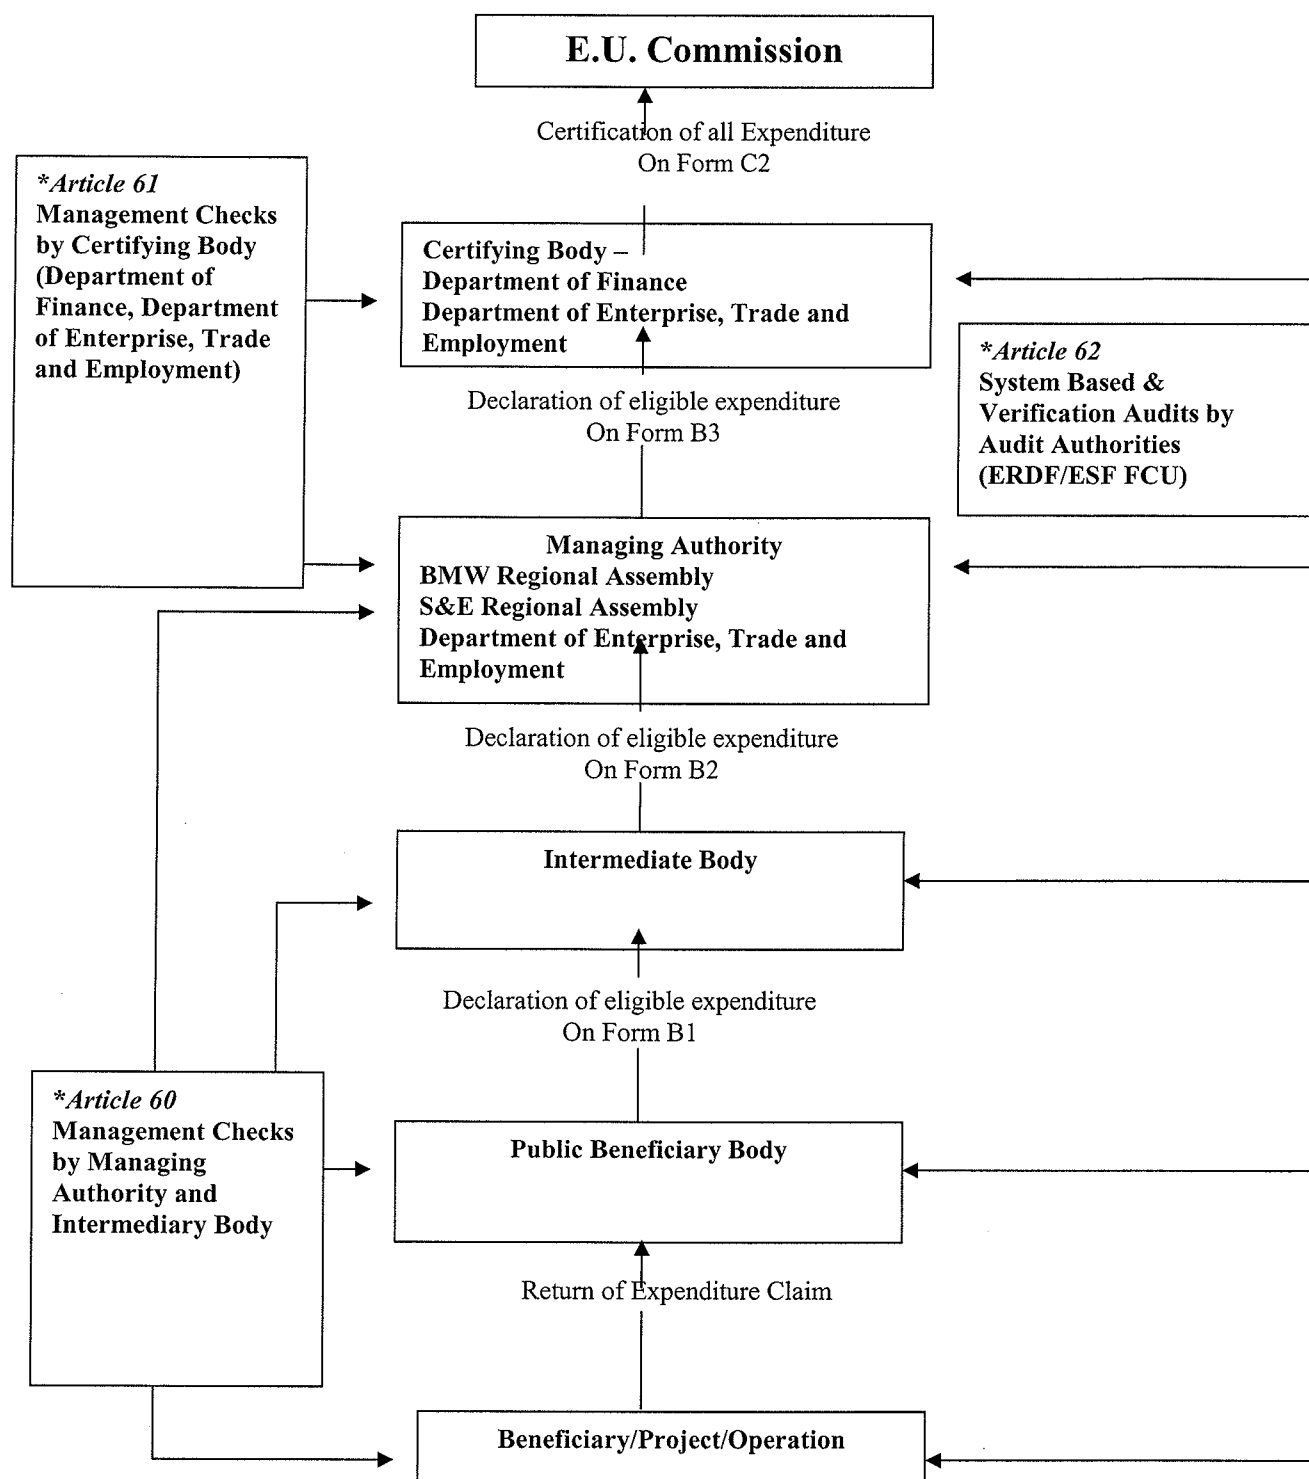 E.U. Commission
Certification of all Expenditure
On Form C2
*Article 61
Management Checks
by Certifying Body
(Department of
Finance, Department
of Enterprise, Trade
and Employment)
Certifying Body –
Department of Finance
Department of Enterprise, Trade and
Employment
*Article 62
System Based &
Verification Audits by
Audit Authorities
(ERDF/ESF FCU)
Declaration of eligible expenditure
On Form B3
Managing Authority
BMW Regional Assembly
S&E Regional Assembly
Department of Enterprise, Trade and
Employment
Declaration of eligible expenditure
On Form B2
Intermediate Body
Declaration of eligible expenditure
On Form B1
*Article 60
Management Checks
by Managing
Authority and
Intermediary Body
Public Beneficiary Body
Return of Expenditure Claim
Beneficiary/Project/Operation